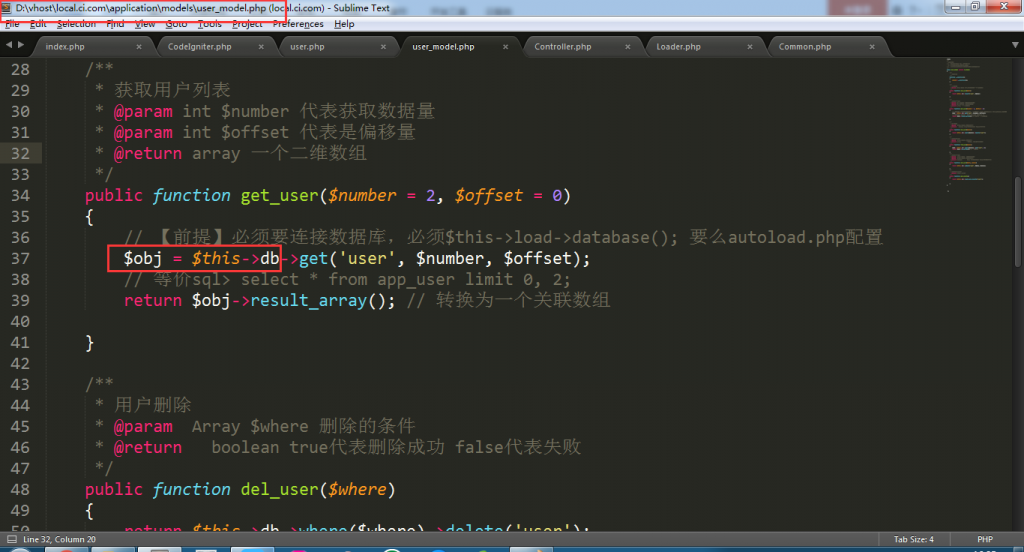 D:\vhost\local.ci.com\application\models\user_model.php (local.ci.com) - Sublime Text
File Edit Selection Find View Goto Tools Project Preferences Help
index.php × CodeIgniter.php × user.php × user_model.php × Controller.php × Loader.php × Common.php ×
28 /**
29 * 获取用户列表
30 * @param int $number 代表获取数据量
31 * @param int $offset 代表是偏移量
32 * @return array 一个二维数组
33 */
34 public function get_user($number = 2, $offset = 0)
35 {
36 // 【前提】必须要连接数据库，必须$this->load->database(); 要么autoload.php配置
37 $obj = $this->db->get('user', $number, $offset);
38 // 等价sql> select * from app_user limit 0, 2;
39 return $obj->result_array(); // 转换为一个关联数组
40
41 }
42
43 /**
44 * 用户删除
45 * @param Array $where 删除的条件
46 * @return boolean true代表删除成功 false代表失败
47 */
48 public function del_user($where)
49 {
50 return $this->db->where($where)->delete('user');
Line 32, Column 20 Tab Size: 4 PHP